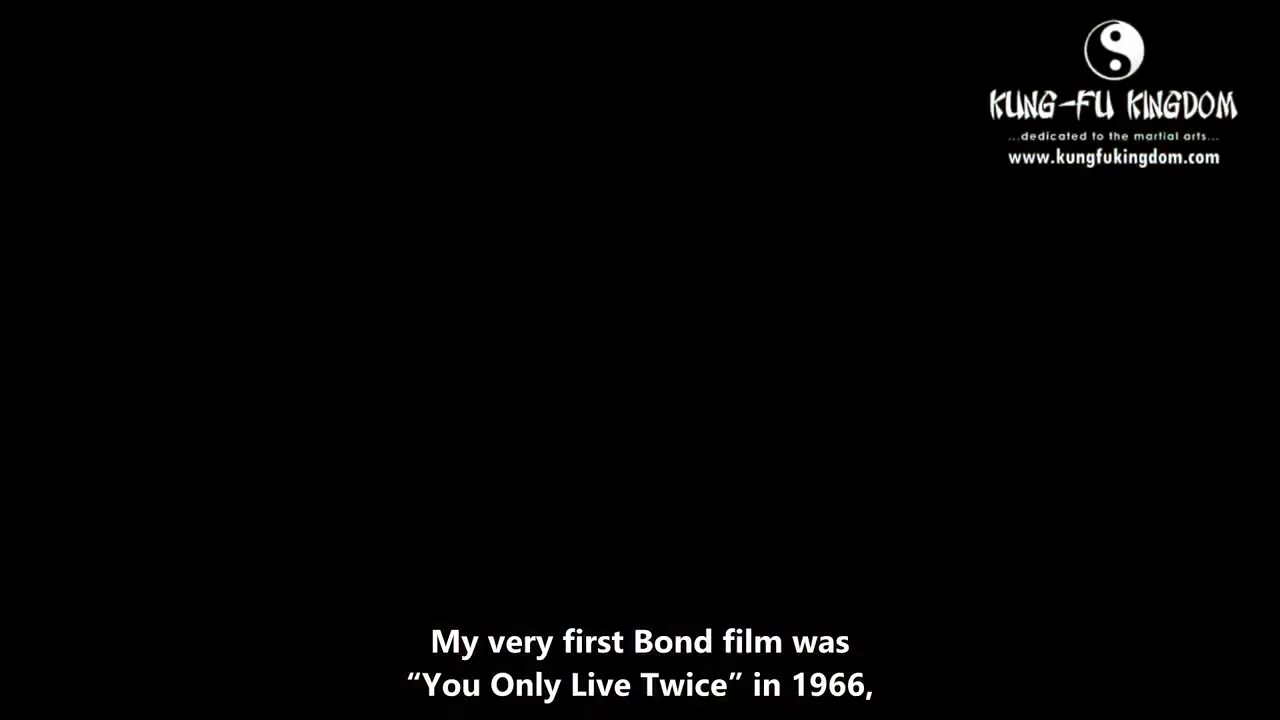 KUNG-FU KINGDOM
...dedicated to the martial arts...
www.kungfukingdom.com
My very first Bond film was
“You Only Live Twice” in 1966,